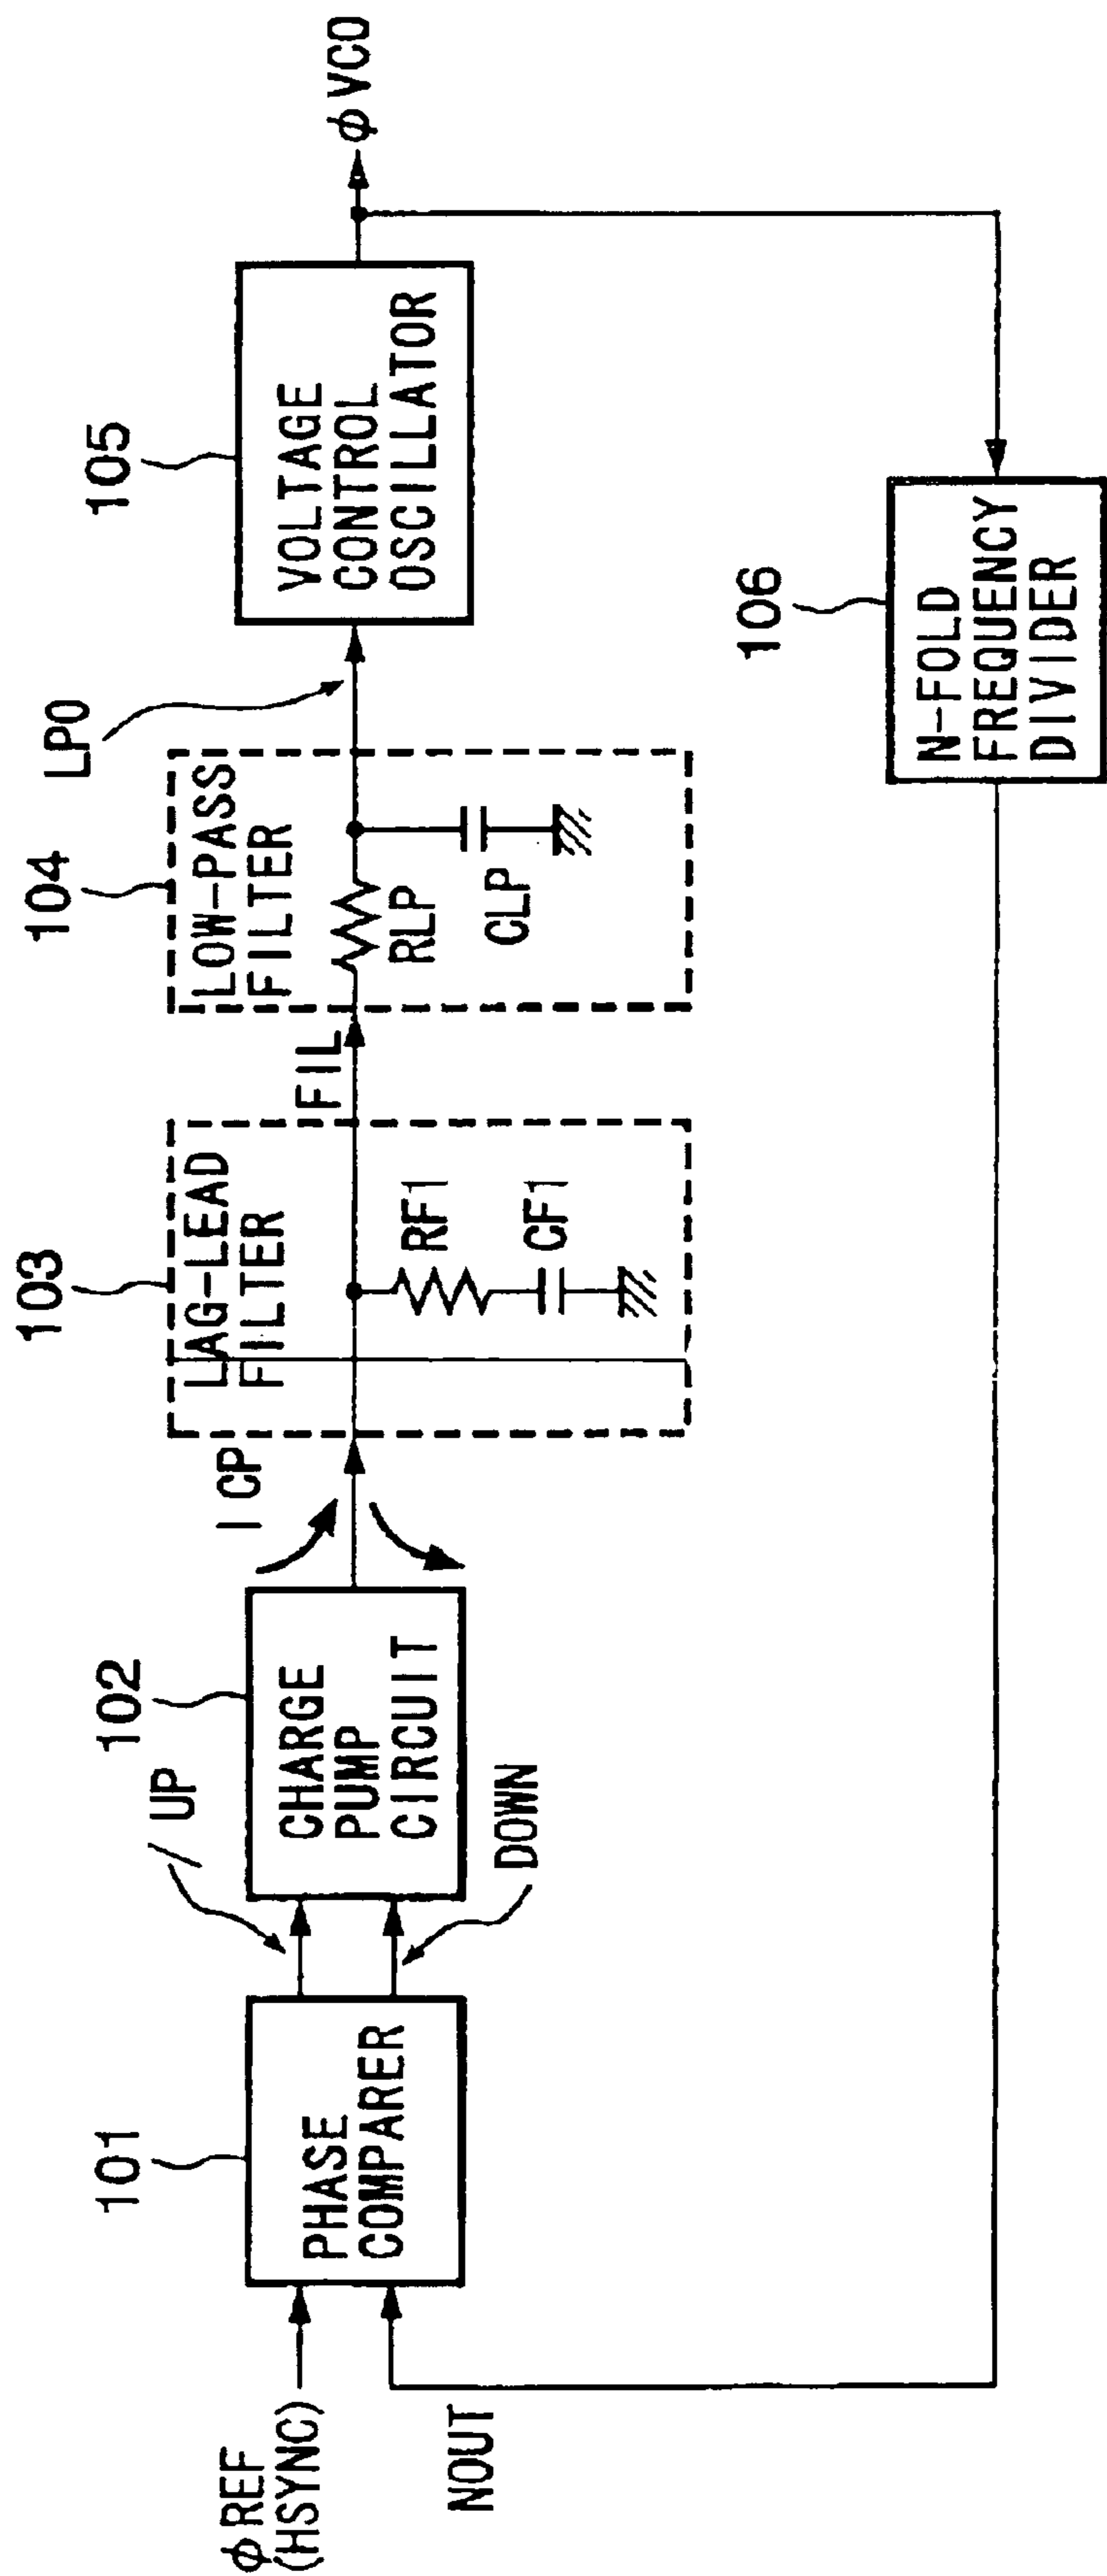 φREF
(HSYNC)
NOUT
101
PHASE
COMPARER
/UP
DOWN
102
CHARGE
PUMP
CIRCUIT
ICP
103
LAG-LEAD
FILTER
RF1
CF1
FIL
104
LOW-PASS
FILTER
RLP
CLP
LPO
105
VOLTAGE
CONTROL
OSCILLATOR
φVCO
106
N-FOLD
FREQUENCY
DIVIDER